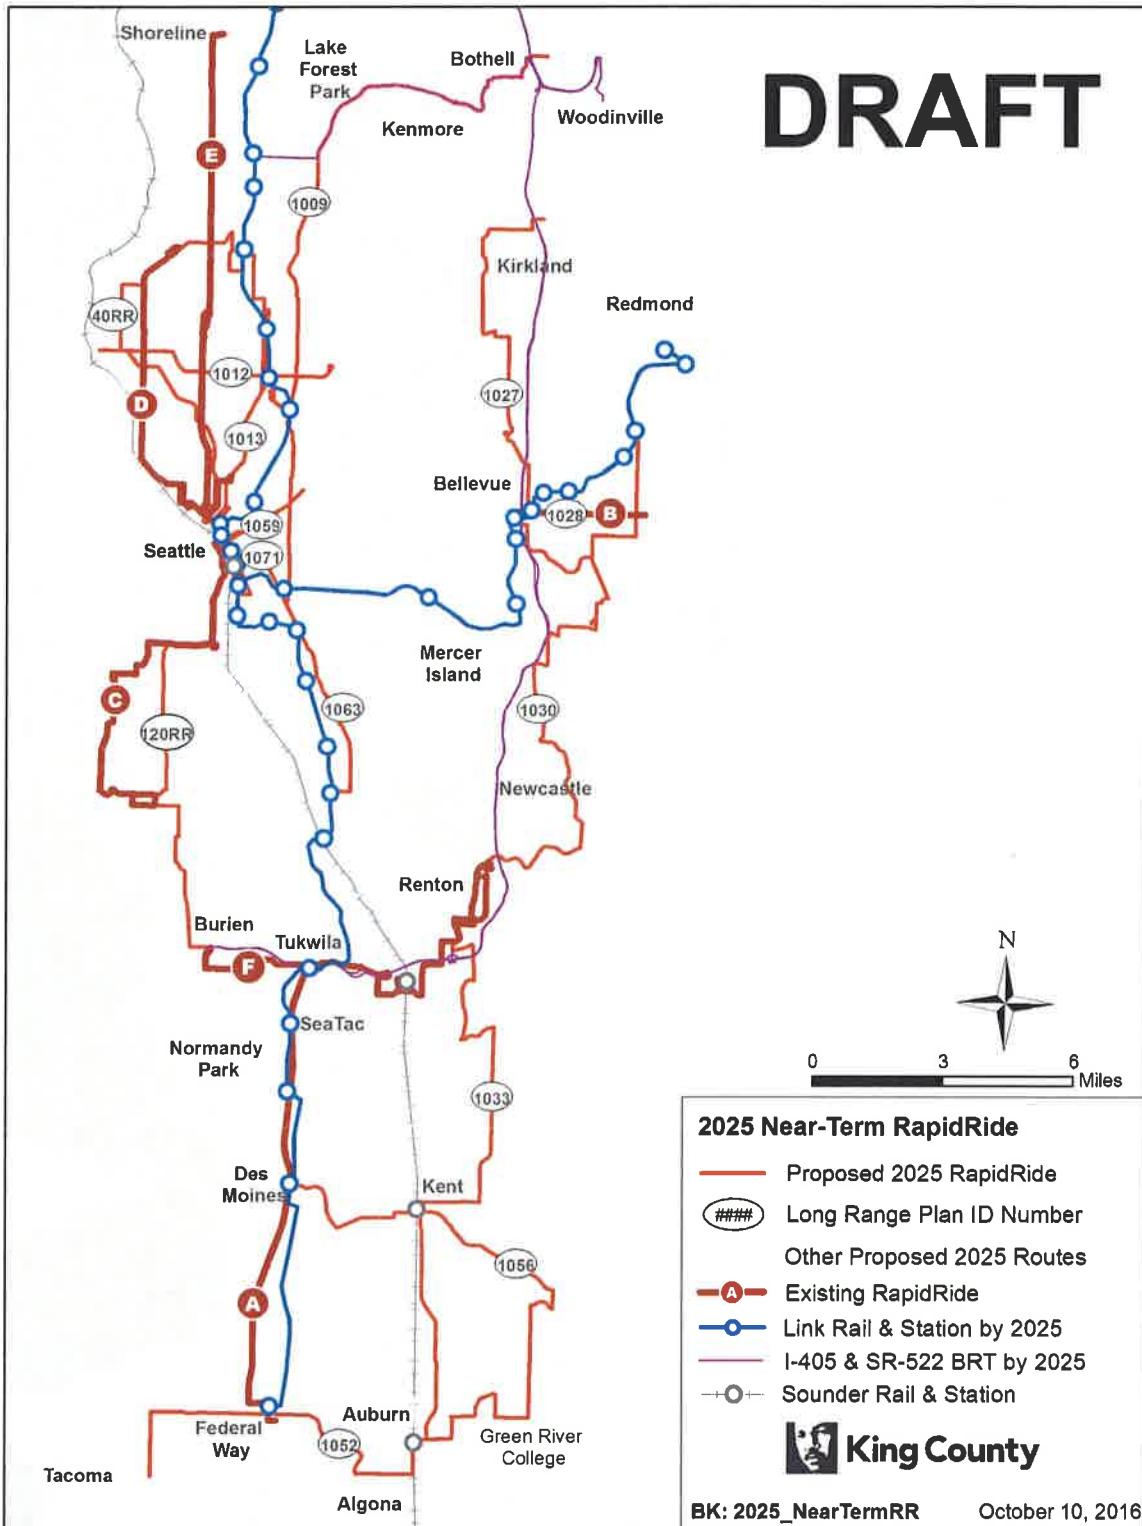 DRAFT
Shoreline
Lake
Forest
Park
Bothell
Woodinville
Kenmore
E
1009
Kirkland
Redmond
40RR
1012
1027
D
1013
Bellevue
1028
B
1059
Seattle
1071
Mercer
Island
C
120RR
1063
1030
Newcastle
Renton
Burien
Tukwila
F
SeaTac
Normandy
Park
1033
Des
Moines
Kent
1056
A
Federal
Way
1052
Auburn
Green River
College
Tacoma
Algona
N
0 3 6
Miles
2025 Near-Term RapidRide
Proposed 2025 RapidRide
#### Long Range Plan ID Number
Other Proposed 2025 Routes
A Existing RapidRide
Link Rail & Station by 2025
I-405 & SR-522 BRT by 2025
Sounder Rail & Station
King County
BK: 2025_NearTermRR October 10, 2016